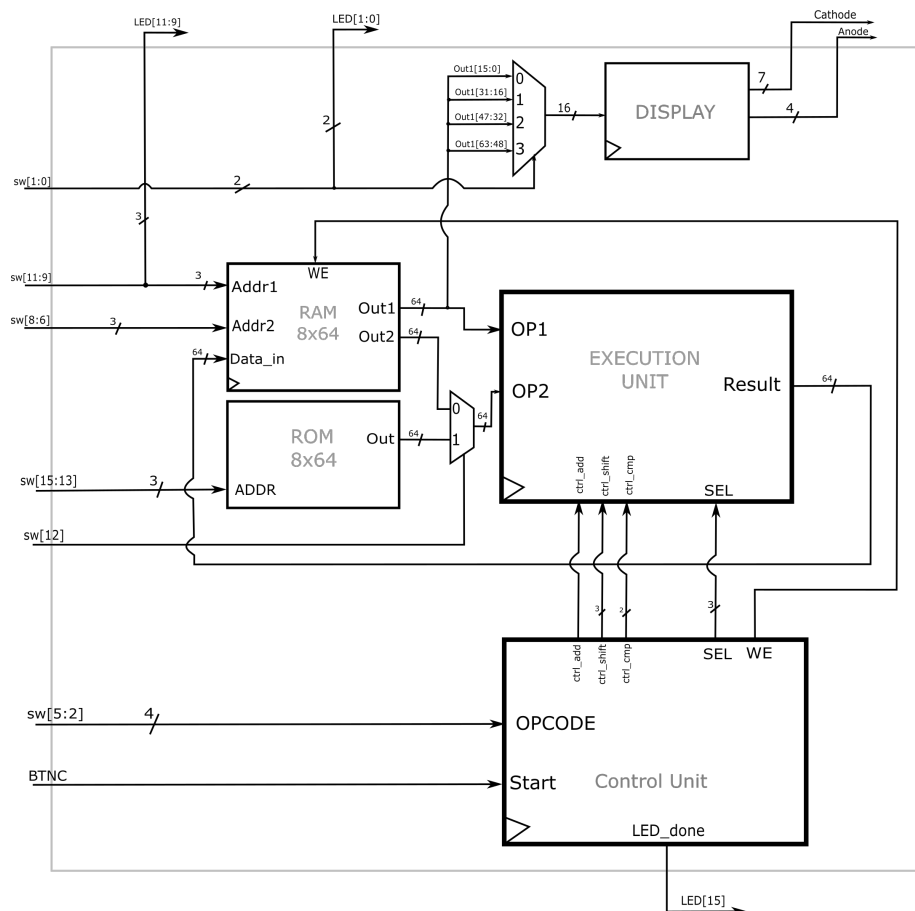 LED[11:9]
LED[1:0]
Cathode
Anode
Out1[15:0]
0
Out1[31:16]
1
Out1[47:32]
2
Out1[63:48]
3
16
DISPLAY
7
4
2
sw[1:0]
2
3
WE
sw[11:9]
3
Addr1
RAM
8x64
Out1
64
sw[8:6]
3
Addr2
Out2
64
64
Data_in
OP1
EXECUTION
UNIT
OP2
Result
64
0
1
64
ROM
8x64
Out
64
sw[15:13]
3
ADDR
ctrl_add
ctrl_shift
ctrl_cmp
SEL
sw[12]
3
2
3
ctrl_add
ctrl_shift
ctrl_cmp
SEL
WE
sw[5:2]
4
OPCODE
BTNC
Start
Control Unit
LED_done
LED[15]